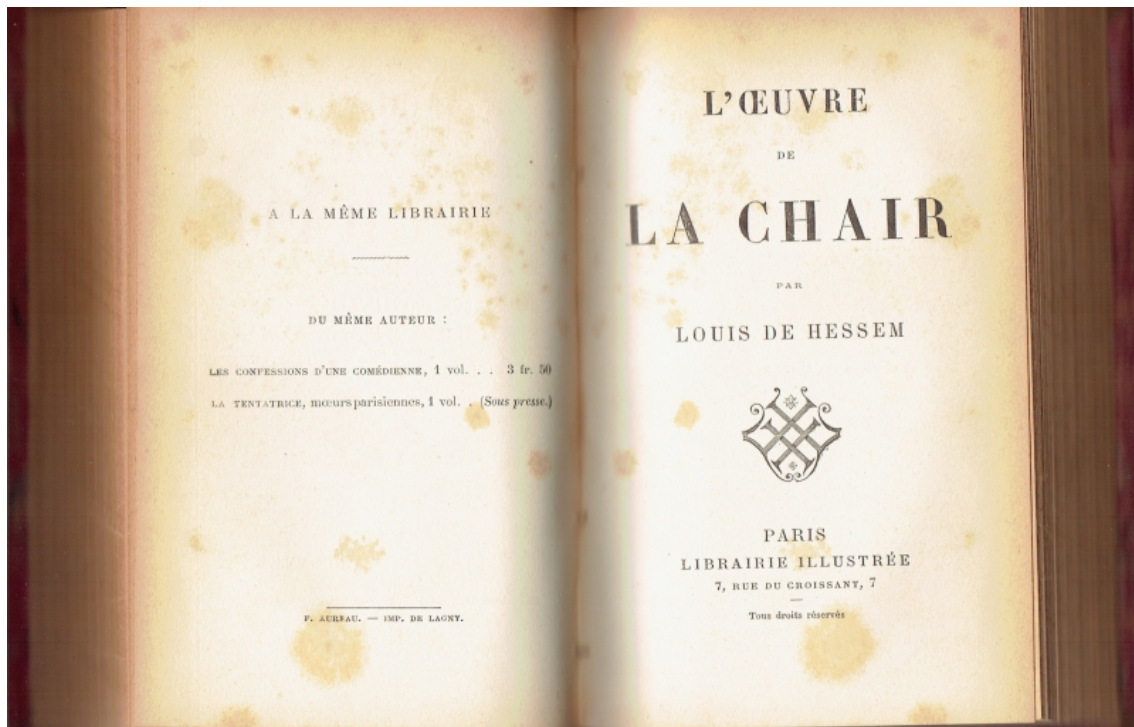 A LA MÊME LIBRAIRIE
DU MÊME AUTEUR :
LES CONFESSIONS D'UNE COMÉDIENNE, 1 vol. . . 3 fr. 50
LA TENTATRICE, mœurs parisiennes, 1 vol. . (Sous presse.)
F. AUREAU. — IMP. DE LAGNY.
L'ŒUVRE
DE
LA CHAIR
PAR
LOUIS DE HESSEM
PARIS
LIBRAIRIE ILLUSTRÉE
7, RUE DU CROISSANT, 7
Tous droits réservés